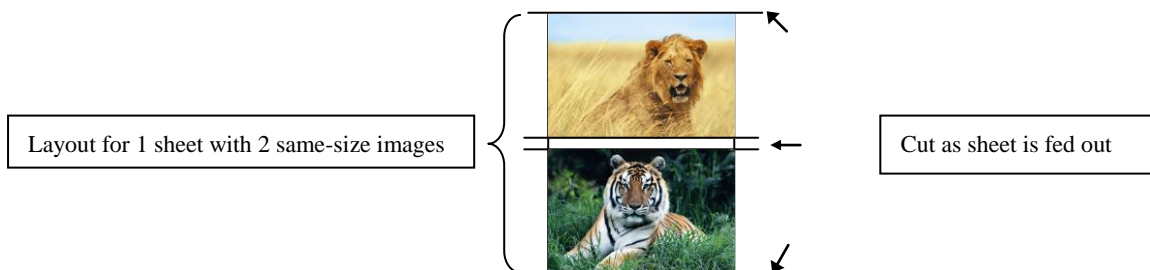 Layout for 1 sheet with 2 same-size images
Cut as sheet is fed out